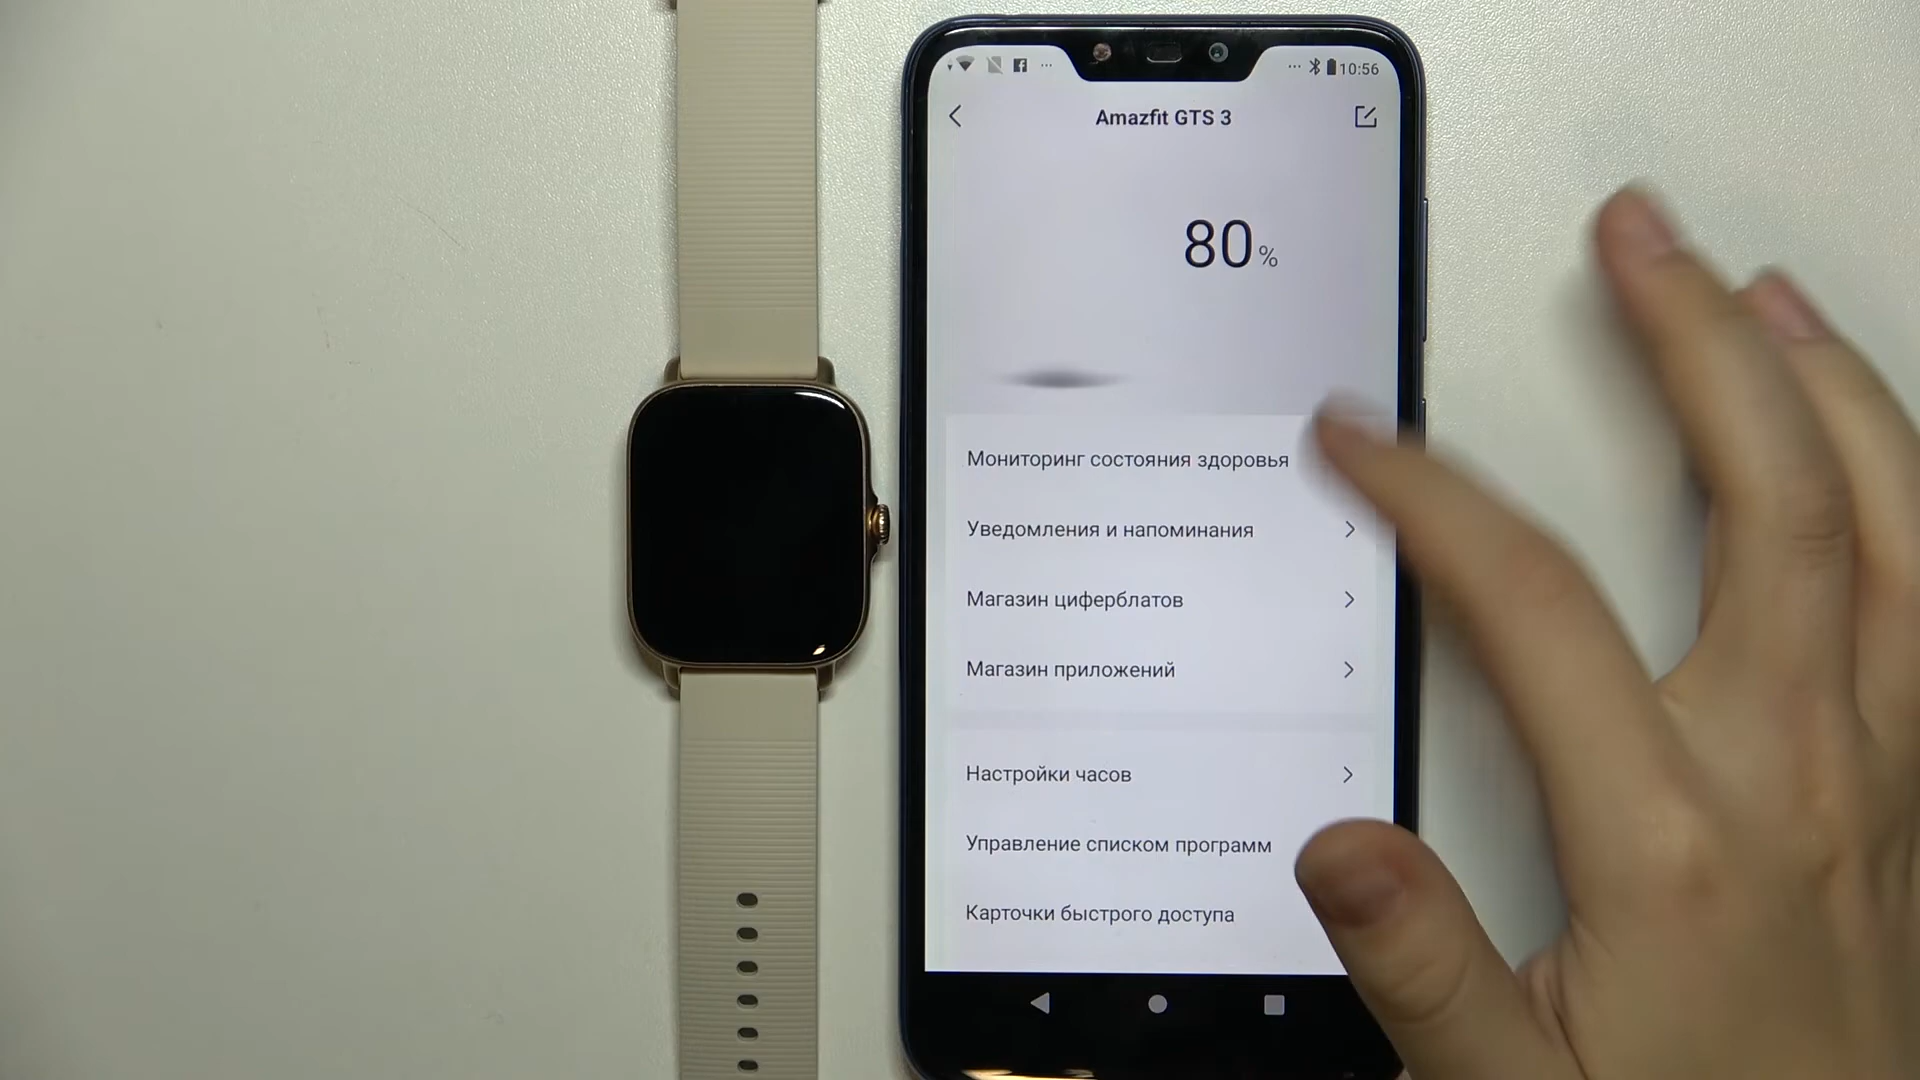 10:56
Amazfit GTS 3
80%
Мониторинг состояния здоровья
Уведомления и напоминания
Магазин циферблатов
Магазин приложений
Настройки часов
Управление списком программ
Карточки быстрого доступа